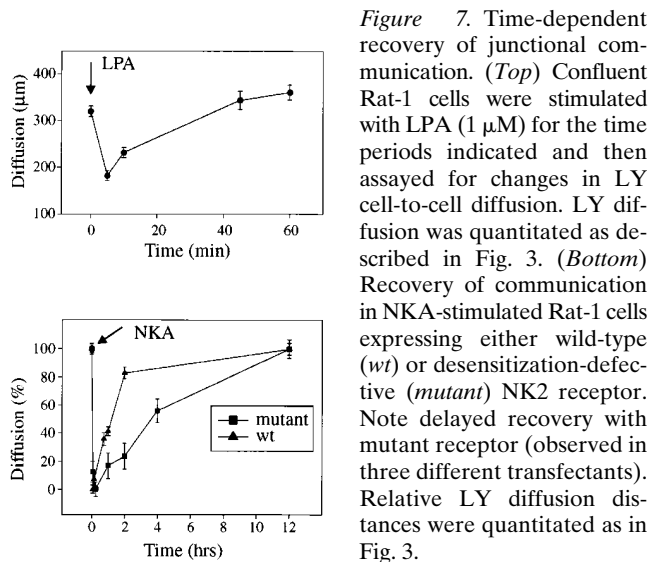 400
300
200
100
Diffusion (µm)
LPA
0
20
40
60
Time (min)
100
80
60
40
20
0
Diffusion (%)
NKA
mutant
wt
0
2
4
6
8
10
12
Time (hrs)
Figure 7. Time-dependent
recovery of junctional com-
munication. (Top) Confluent
Rat-1 cells were stimulated
with LPA (1 µM) for the time
periods indicated and then
assayed for changes in LY
cell-to-cell diffusion. LY dif-
fusion was quantitated as de-
scribed in Fig. 3. (Bottom)
Recovery of communication
in NKA-stimulated Rat-1 cells
expressing either wild-type
(wt) or desensitization-defec-
tive (mutant) NK2 receptor.
Note delayed recovery with
mutant receptor (observed in
three different transfectants).
Relative LY diffusion dis-
tances were quantitated as in
Fig. 3.